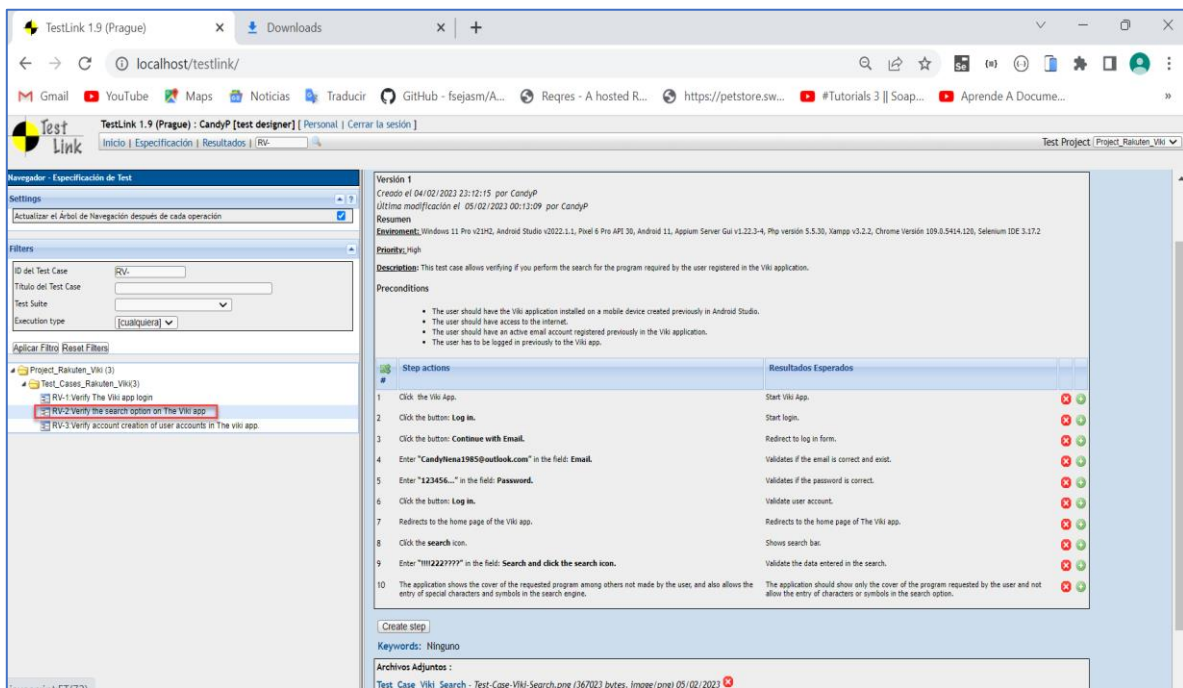 TestLink 1.9 (Prague)
Downloads
localhost/testlink/
Gmail YouTube Maps Noticias Traducir GitHub - fsejasm/A... Reqres - A hosted R... https://petstore.sw... #Tutorials 3 || Soap... Aprende A Docume... »
Test Link
TestLink 1.9 (Prague) : CandyP [test designer] [ Personal | Cerrar la sesión ]
Inicio | Especificación | Resultados | RV-
Test Project Project_Rakuten_Viki
Navegador - Especificación de Test
Settings
Actualizar el Árbol de Navegación después de cada operación
Filters
ID del Test Case RV-
Título del Test Case
Test Suite
Execution type [cualquiera]
Aplicar Filtro Reset Filters
Project_Rakuten_Viki (3)
Test_Cases_Rakuten_Viki(3)
RV-1:Verify The Viki app login
RV-2:Verify the search option on The Viki app
RV-3:Verify account creation of user accounts in The viki app.
Versión 1
Creado el 04/02/2023 23:12:15 por CandyP
Última modificación el 05/02/2023 00:13:09 por CandyP
Resumen
Enviroment: Windows 11 Pro v21H2, Android Studio v2022.1.1, Pixel 6 Pro API 30, Android 11, Appium Server Gui v1.22.3-4, Php versión 5.5.30, Xampp v3.2.2, Chrome Versión 109.0.5414.120, Selenium IDE 3.17.2
Priority: High
Description: This test case allows verifying if you perform the search for the program required by the user registered in the Viki application.
Preconditions
• The user should have the Viki application installed on a mobile device created previously in Android Studio.
• The user should have access to the internet.
• The user should have an active email account registered previously in the Viki application.
• The user has to be logged in previously to the Viki app.
# Step actions Resultados Esperados
1 Click the Viki App. Start Viki App.
2 Click the button: Log in. Start login.
3 Click the button: Continue with Email. Redirect to log in form.
4 Enter "CandyNena1985@outlook.com" in the field: Email. Validates if the email is correct and exist.
5 Enter "123456..." in the field: Password. Validates if the password is correct.
6 Click the button: Log in. Validate user account.
7 Redirects to the home page of the Viki app. Redirects to the home page of The Viki app.
8 Click the search icon. Shows search bar.
9 Enter "!!!!222????" in the field: Search and click the search icon. Validate the data entered in the search.
10 The application shows the cover of the requested program among others not made by the user, and also allows the The application should show only the cover of the program requested by the user and not
entry of special characters and symbols in the search engine. allow the entry of characters or symbols in the search option.
Create step
Keywords: Ninguno
Archivos Adjuntos :
Test_Case_Viki_Search - Test-Case-Viki-Search.png (367023 bytes, image/png) 05/02/2023